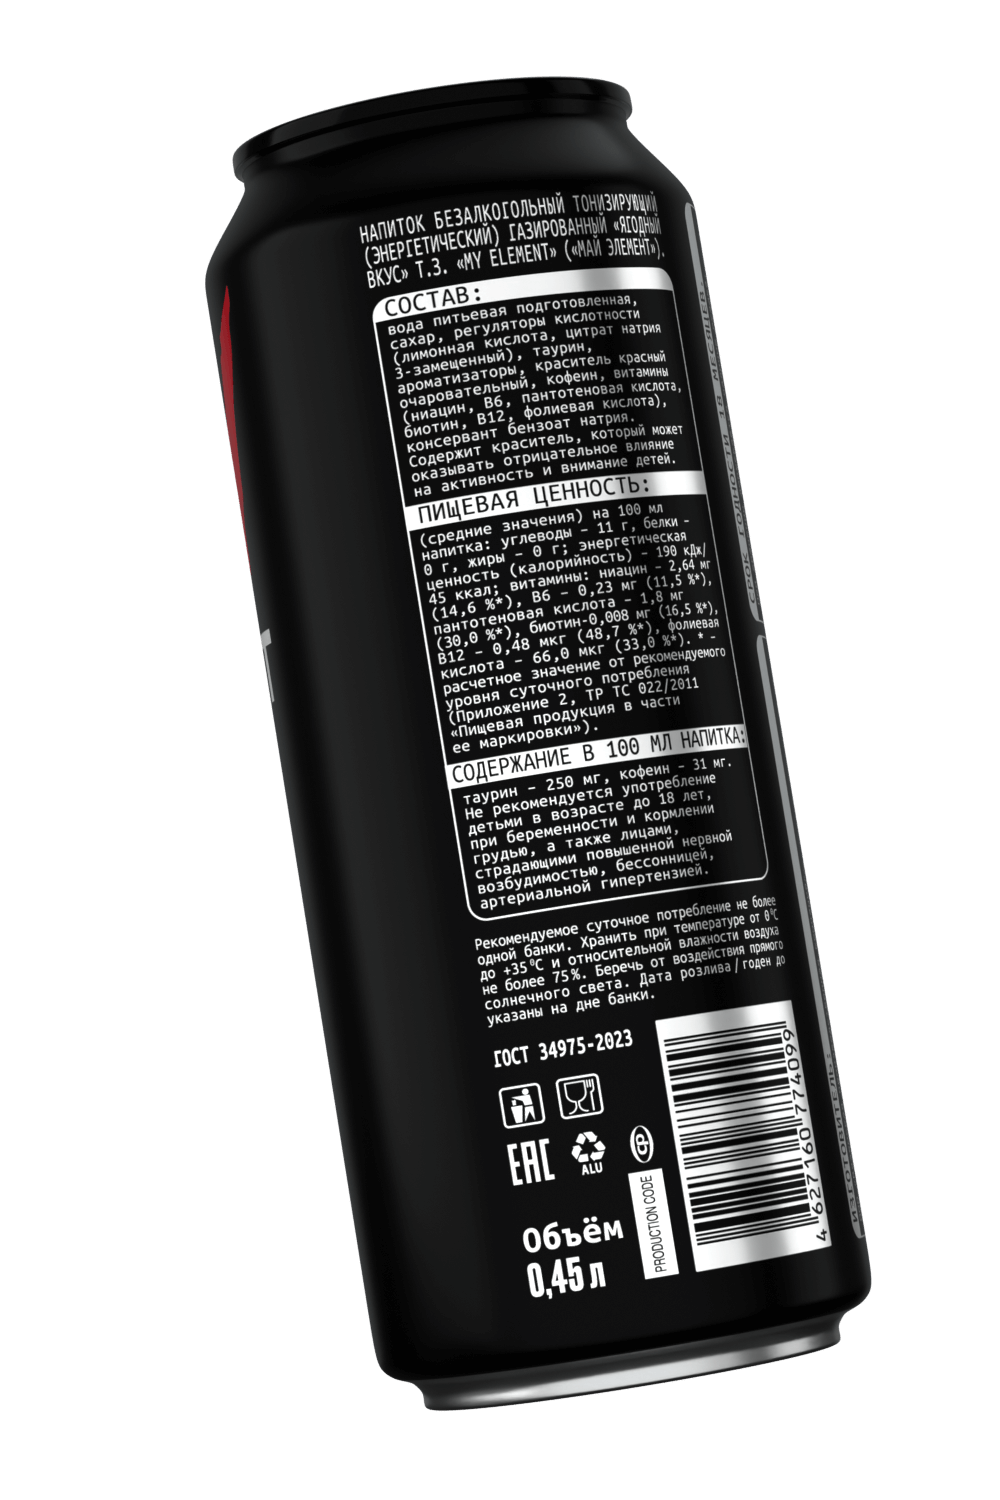 НАПИТОК БЕЗАЛКОГОЛЬНЫЙ ТОНИЗИРУЮЩИЙ
(ЭНЕРГЕТИЧЕСКИЙ) ГАЗИРОВАННЫЙ «ЯГОДНЫЙ
ВКУС» Т.З. «MY ELEMENT» («МАЙ ЭЛЕМЕНТ»).
СОСТАВ:
вода питьевая подготовленная,
сахар, регуляторы кислотности
(лимонная кислота, цитрат натрия
3-замещенный), таурин,
ароматизаторы, краситель красный
очаровательный, кофеин, витамины
(ниацин, В6, пантотеновая кислота,
биотин, В12, фолиевая кислота),
консервант бензоат натрия.
Содержит краситель, который может
оказывать отрицательное влияние
на активность и внимание детей.
ПИЩЕВАЯ ЦЕННОСТЬ:
(средние значения) на 100 мл
напитка: углеводы – 11 г, белки –
0 г, жиры – 0 г; энергетическая
ценность (калорийность) – 190 кДж/
45 ккал; витамины: ниацин – 2,64 мг
(14,6 %*), В6 – 0,23 мг (11,5 %*),
пантотеновая кислота – 1,8 мг
(30,0 %*), биотин-0,008 мг (16,5 %*),
В12 – 0,48 мкг (48,7 %*), фолиевая
кислота – 66,0 мкг (33,0 %*). * –
расчетное значение от рекомендуемого
уровня суточного потребления
(Приложение 2, ТР ТС 022/2011
«Пищевая продукция в части
ее маркировки»).
СОДЕРЖАНИЕ В 100 МЛ НАПИТКА:
таурин – 250 мг, кофеин – 31 мг.
Не рекомендуется употребление
детьми в возрасте до 18 лет,
при беременности и кормлении
грудью, а также лицами,
страдающими повышенной нервной
возбудимостью, бессонницей,
артериальной гипертензией.
Рекомендуемое суточное потребление не более
одной банки. Хранить при температуре от 0°С
до +35°С и относительной влажности воздуха
не более 75%. Беречь от воздействия прямого
солнечного света. Дата розлива/годен до
указаны на дне банки.
ГОСТ 34975-2023
EAC
ALU
Объём
0,45 л
PRODUCTION CODE
4 627160 774099
СРОК ГОДНОСТИ 18 МЕСЯЦЕВ
ИЗГОТОВИТЕЛЬ:
Т